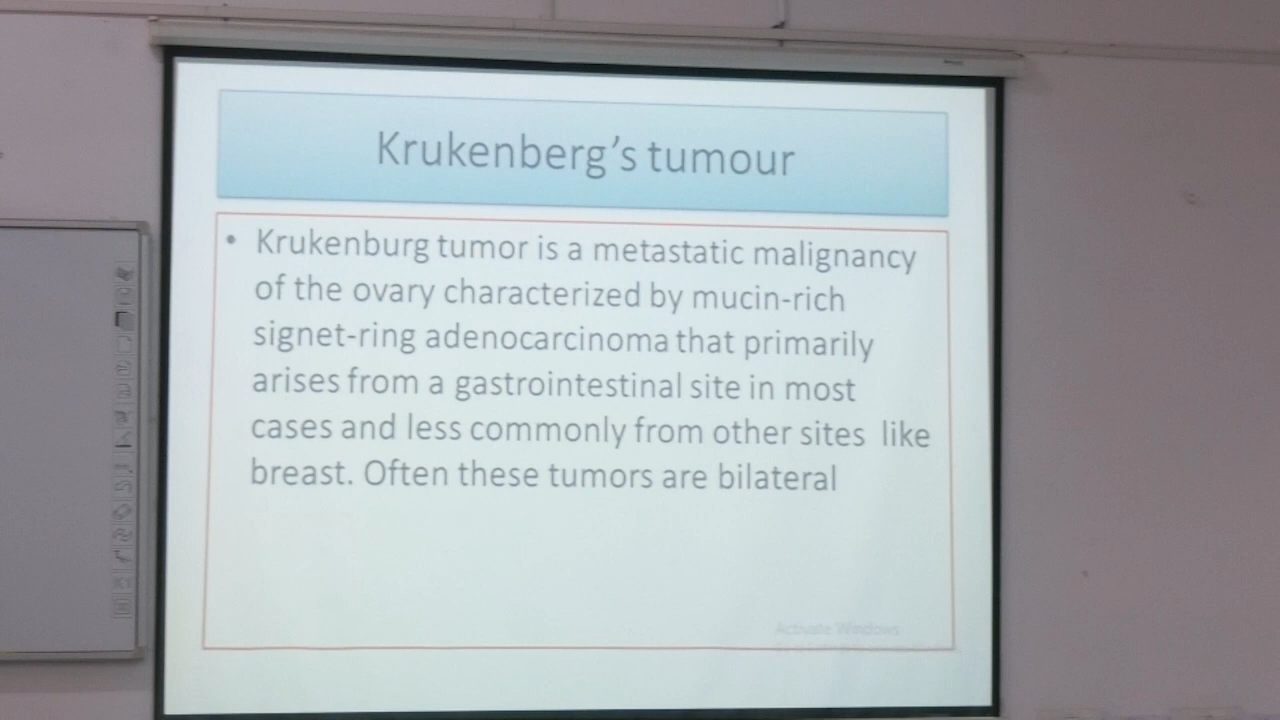 Krukenberg's tumour
• Krukenburg tumor is a metastatic malignancy
of the ovary characterized by mucin-rich
signet-ring adenocarcinoma that primarily
arises from a gastrointestinal site in most
cases and less commonly from other sites like
breast. Often these tumors are bilateral
Activate Windows